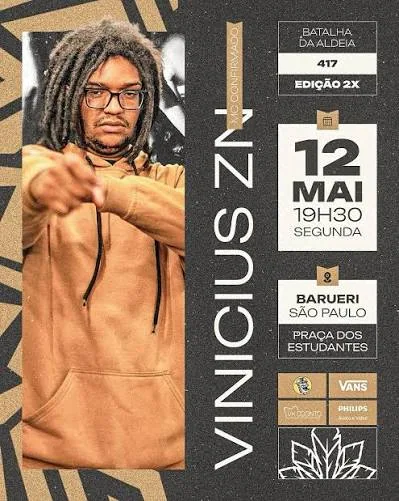 MC CONFIRMADO
VINICIUS ZN
BATALHA
DA ALDEIA
417
EDIÇÃO 2X
12
MAI
19H30
SEGUNDA
BARUERI
SÃO PAULO
PRAÇA DOS
ESTUDANTES
VANS
PHILIPS